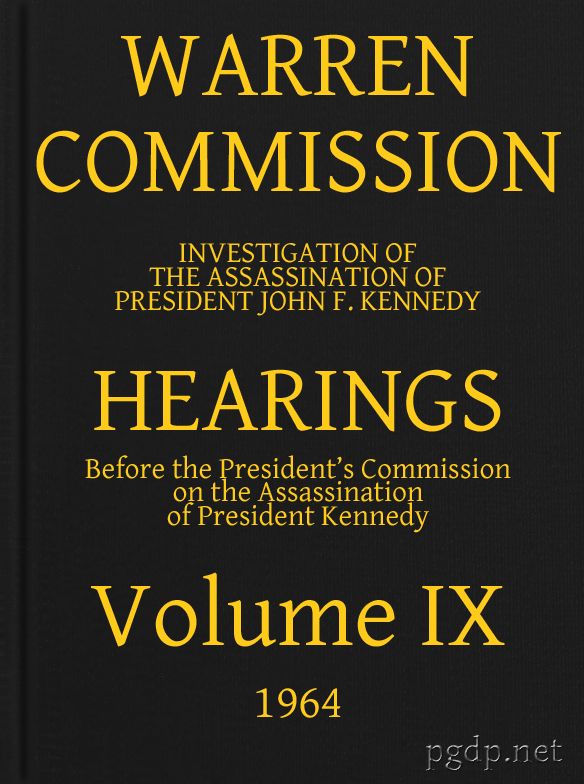 WARREN
COMMISSION
INVESTIGATION OF
THE ASSASSINATION OF
PRESIDENT JOHN F. KENNEDY
HEARINGS
Before the President’s Commission
on the Assassination
of President Kennedy
Volume IX
1964
pgdp.net